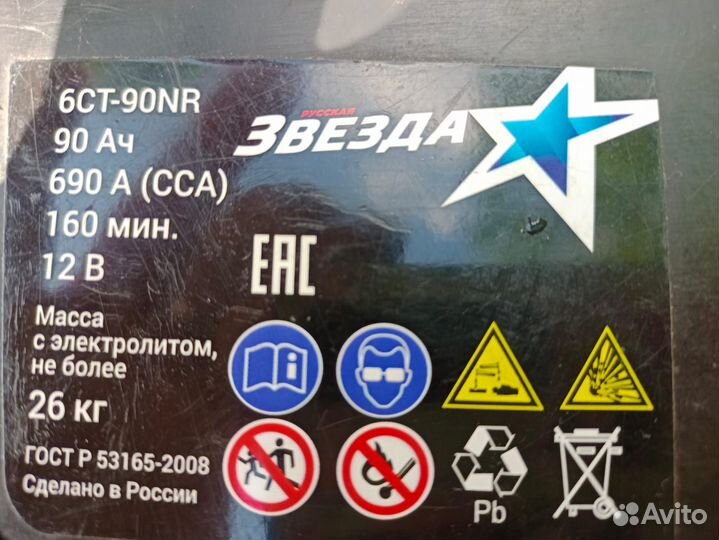 6СТ-90NR
90 Ач
690 А (ССА)
160 мин.
12 В
РУССКАЯ
ЗВЕЗДА
ЕАС
Масса
с электролитом,
не более
26 кг
ГОСТ Р 53165-2008
Сделано в России
i
Pb
Avito